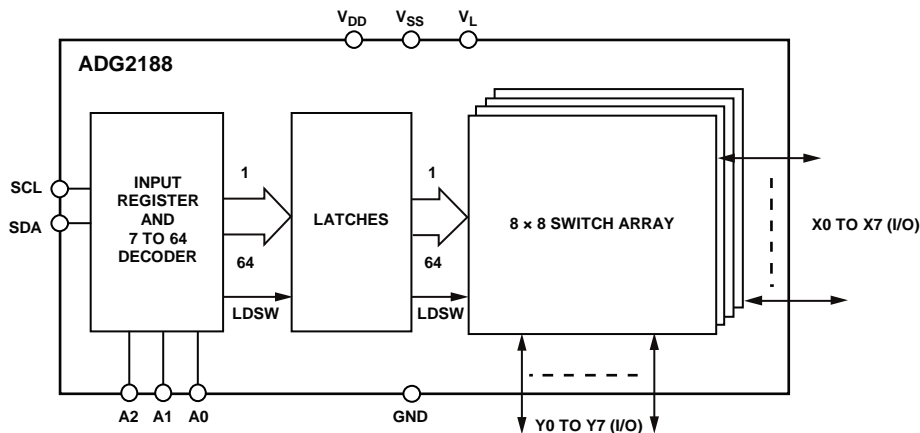 VDD VSS VL
ADG2188
SCL
SDA
INPUT
REGISTER
AND
7 TO 64
DECODER
1
64
LDSW
LATCHES
1
64
LDSW
8 × 8 SWITCH ARRAY
X0 TO X7 (I/O)
A2 A1 A0
GND
Y0 TO Y7 (I/O)